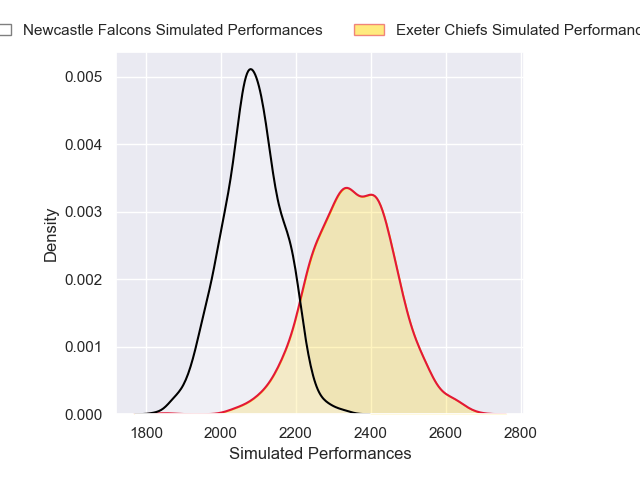 Newcastle Falcons Simulated Performances
Exeter Chiefs Simulated
0.005
0.004
0.003
0.002
0.001
0.000
Density
1800 2000 2200 2400 2600 2800
Simulated Performances